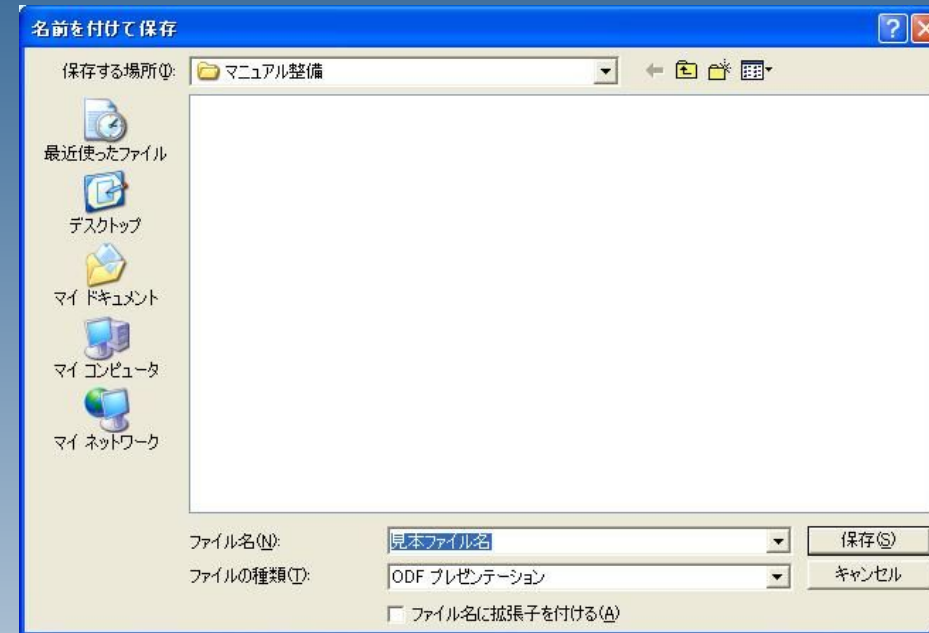 名前を付けて保存
保存する場所(I): マニュアル整備
最近使ったファイル
デスクトップ
マイ ドキュメント
マイ コンピュータ
マイ ネットワーク
ファイル名(N): 見本ファイル名 保存(S)
ファイルの種類(T): ODF プレゼンテーション キャンセル
ファイル名に拡張子を付ける(A)